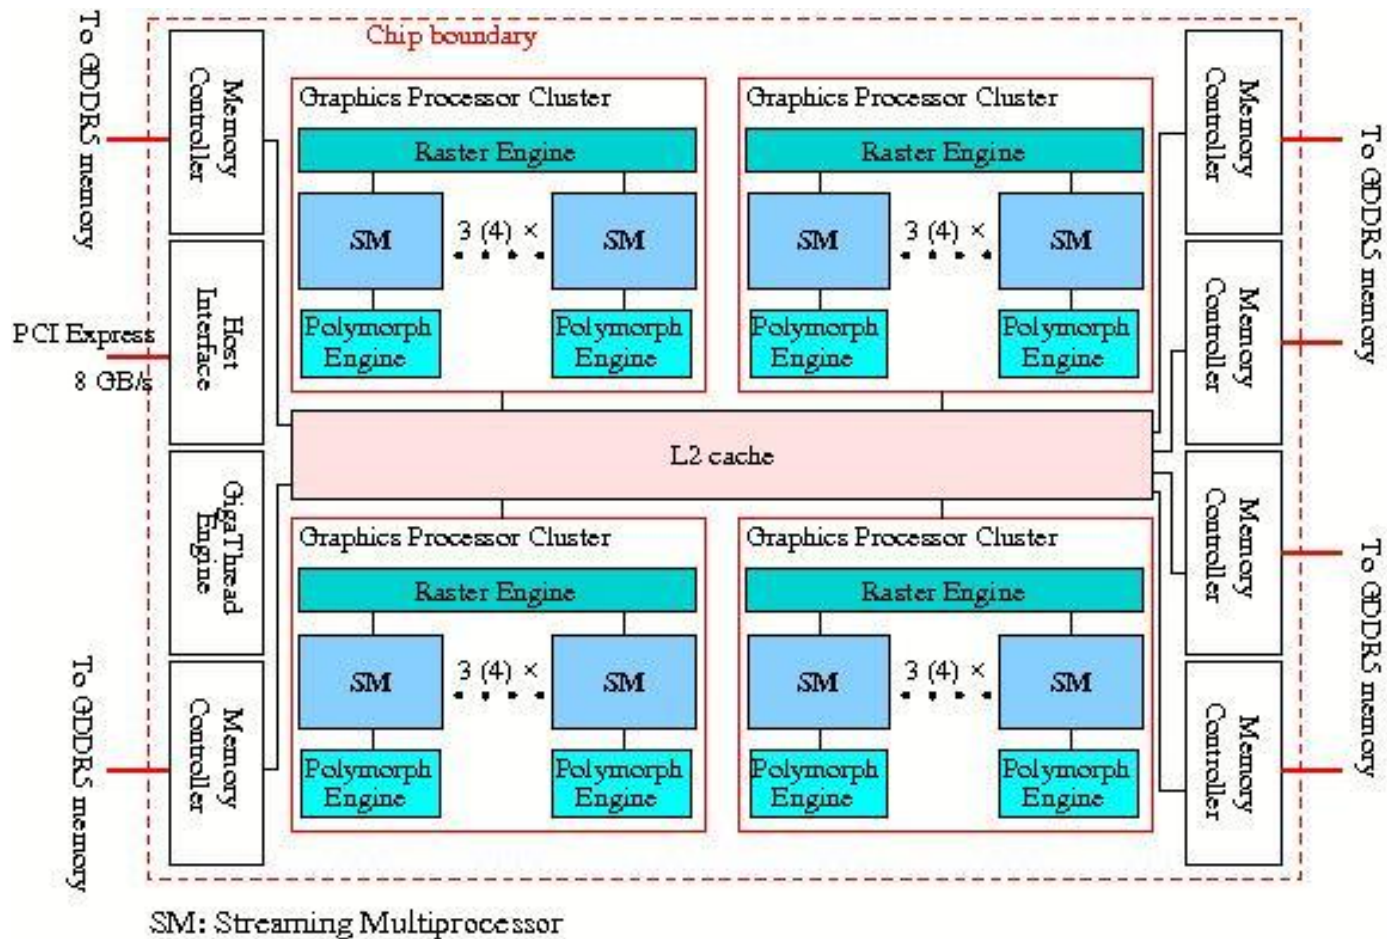 Chip boundary
To GDDR5 memory
Memory
Controller
Host
Interface
PCI Express
8 GB/s
GigaThread
Engine
Memory
Controller
To GDDR5 memory
Graphics Processor Cluster
Raster Engine
SM
3 (4) ×
SM
Polymorph
Engine
Polymorph
Engine
Graphics Processor Cluster
Raster Engine
SM
3 (4) ×
SM
Polymorph
Engine
Polymorph
Engine
L2 cache
Graphics Processor Cluster
Raster Engine
SM
3 (4) ×
SM
Polymorph
Engine
Polymorph
Engine
Graphics Processor Cluster
Raster Engine
SM
3 (4) ×
SM
Polymorph
Engine
Polymorph
Engine
Memory
Controller
Memory
Controller
Memory
Controller
Memory
Controller
To GDDR5 memory
To GDDR5 memory
SM: Streaming Multiprocessor